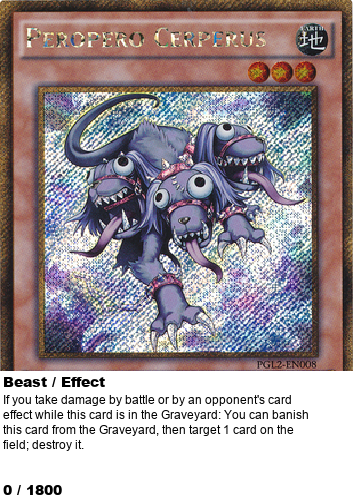 Peropero Cerperus
EARTH
地
PGL2-EN008
Beast / Effect
If you take damage by battle or by an opponent's card
effect while this card is in the Graveyard: You can banish
this card from the Graveyard, then target 1 card on the
field; destroy it.
0 / 1800